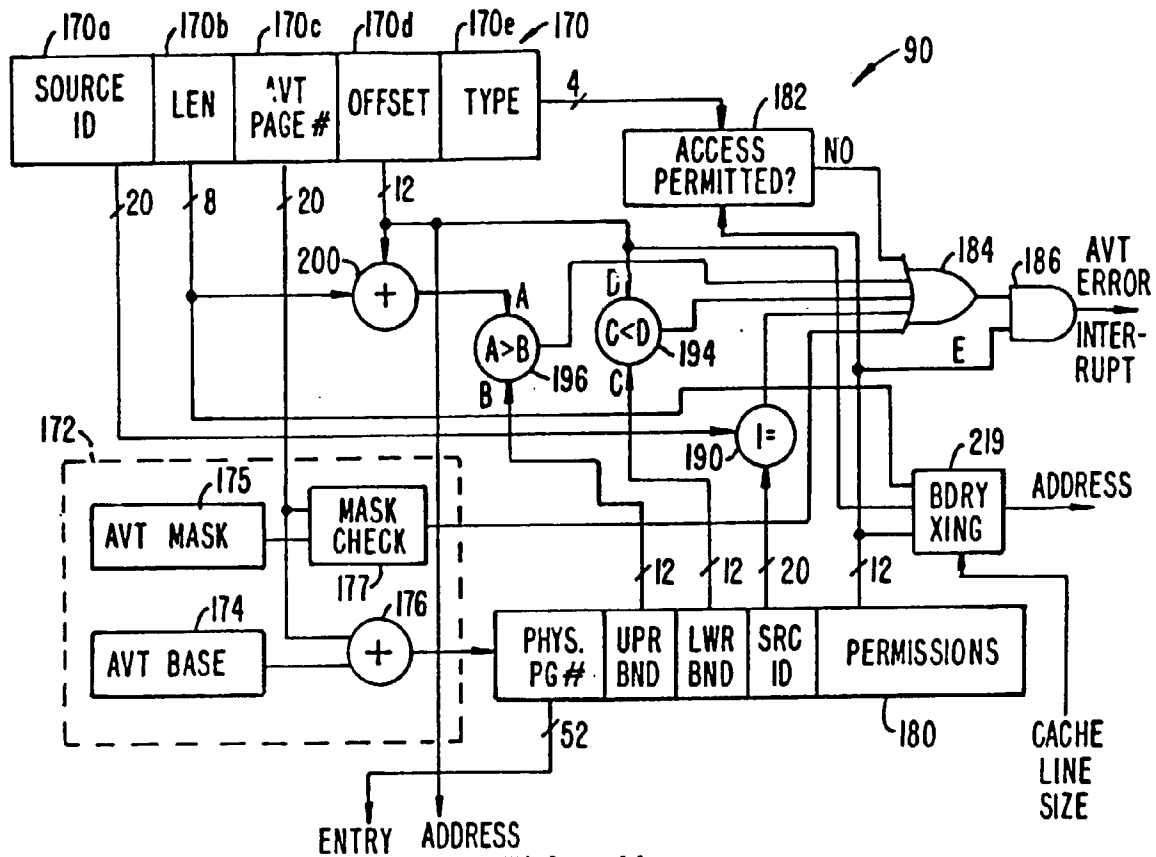 170a 170b 170c 170d 170e 170
90
SOURCE ID
LEN
AVT PAGE #
OFFSET
TYPE
4
182
ACCESS PERMITTED?
NO
20
8
20
12
200
+
A
A>B
B
196
D
C<D
C
194
184
186
AVT ERROR
INTER-
RUPT
E
172
175
AVT MASK
MASK CHECK
177
190
!=
219
BDRY XING
ADDRESS
174
AVT BASE
176
+
12
12
20
12
PHYS. PG #
UPR BND
LWR BND
SRC ID
PERMISSIONS
52
180
CACHE LINE SIZE
ENTRY
ADDRESS